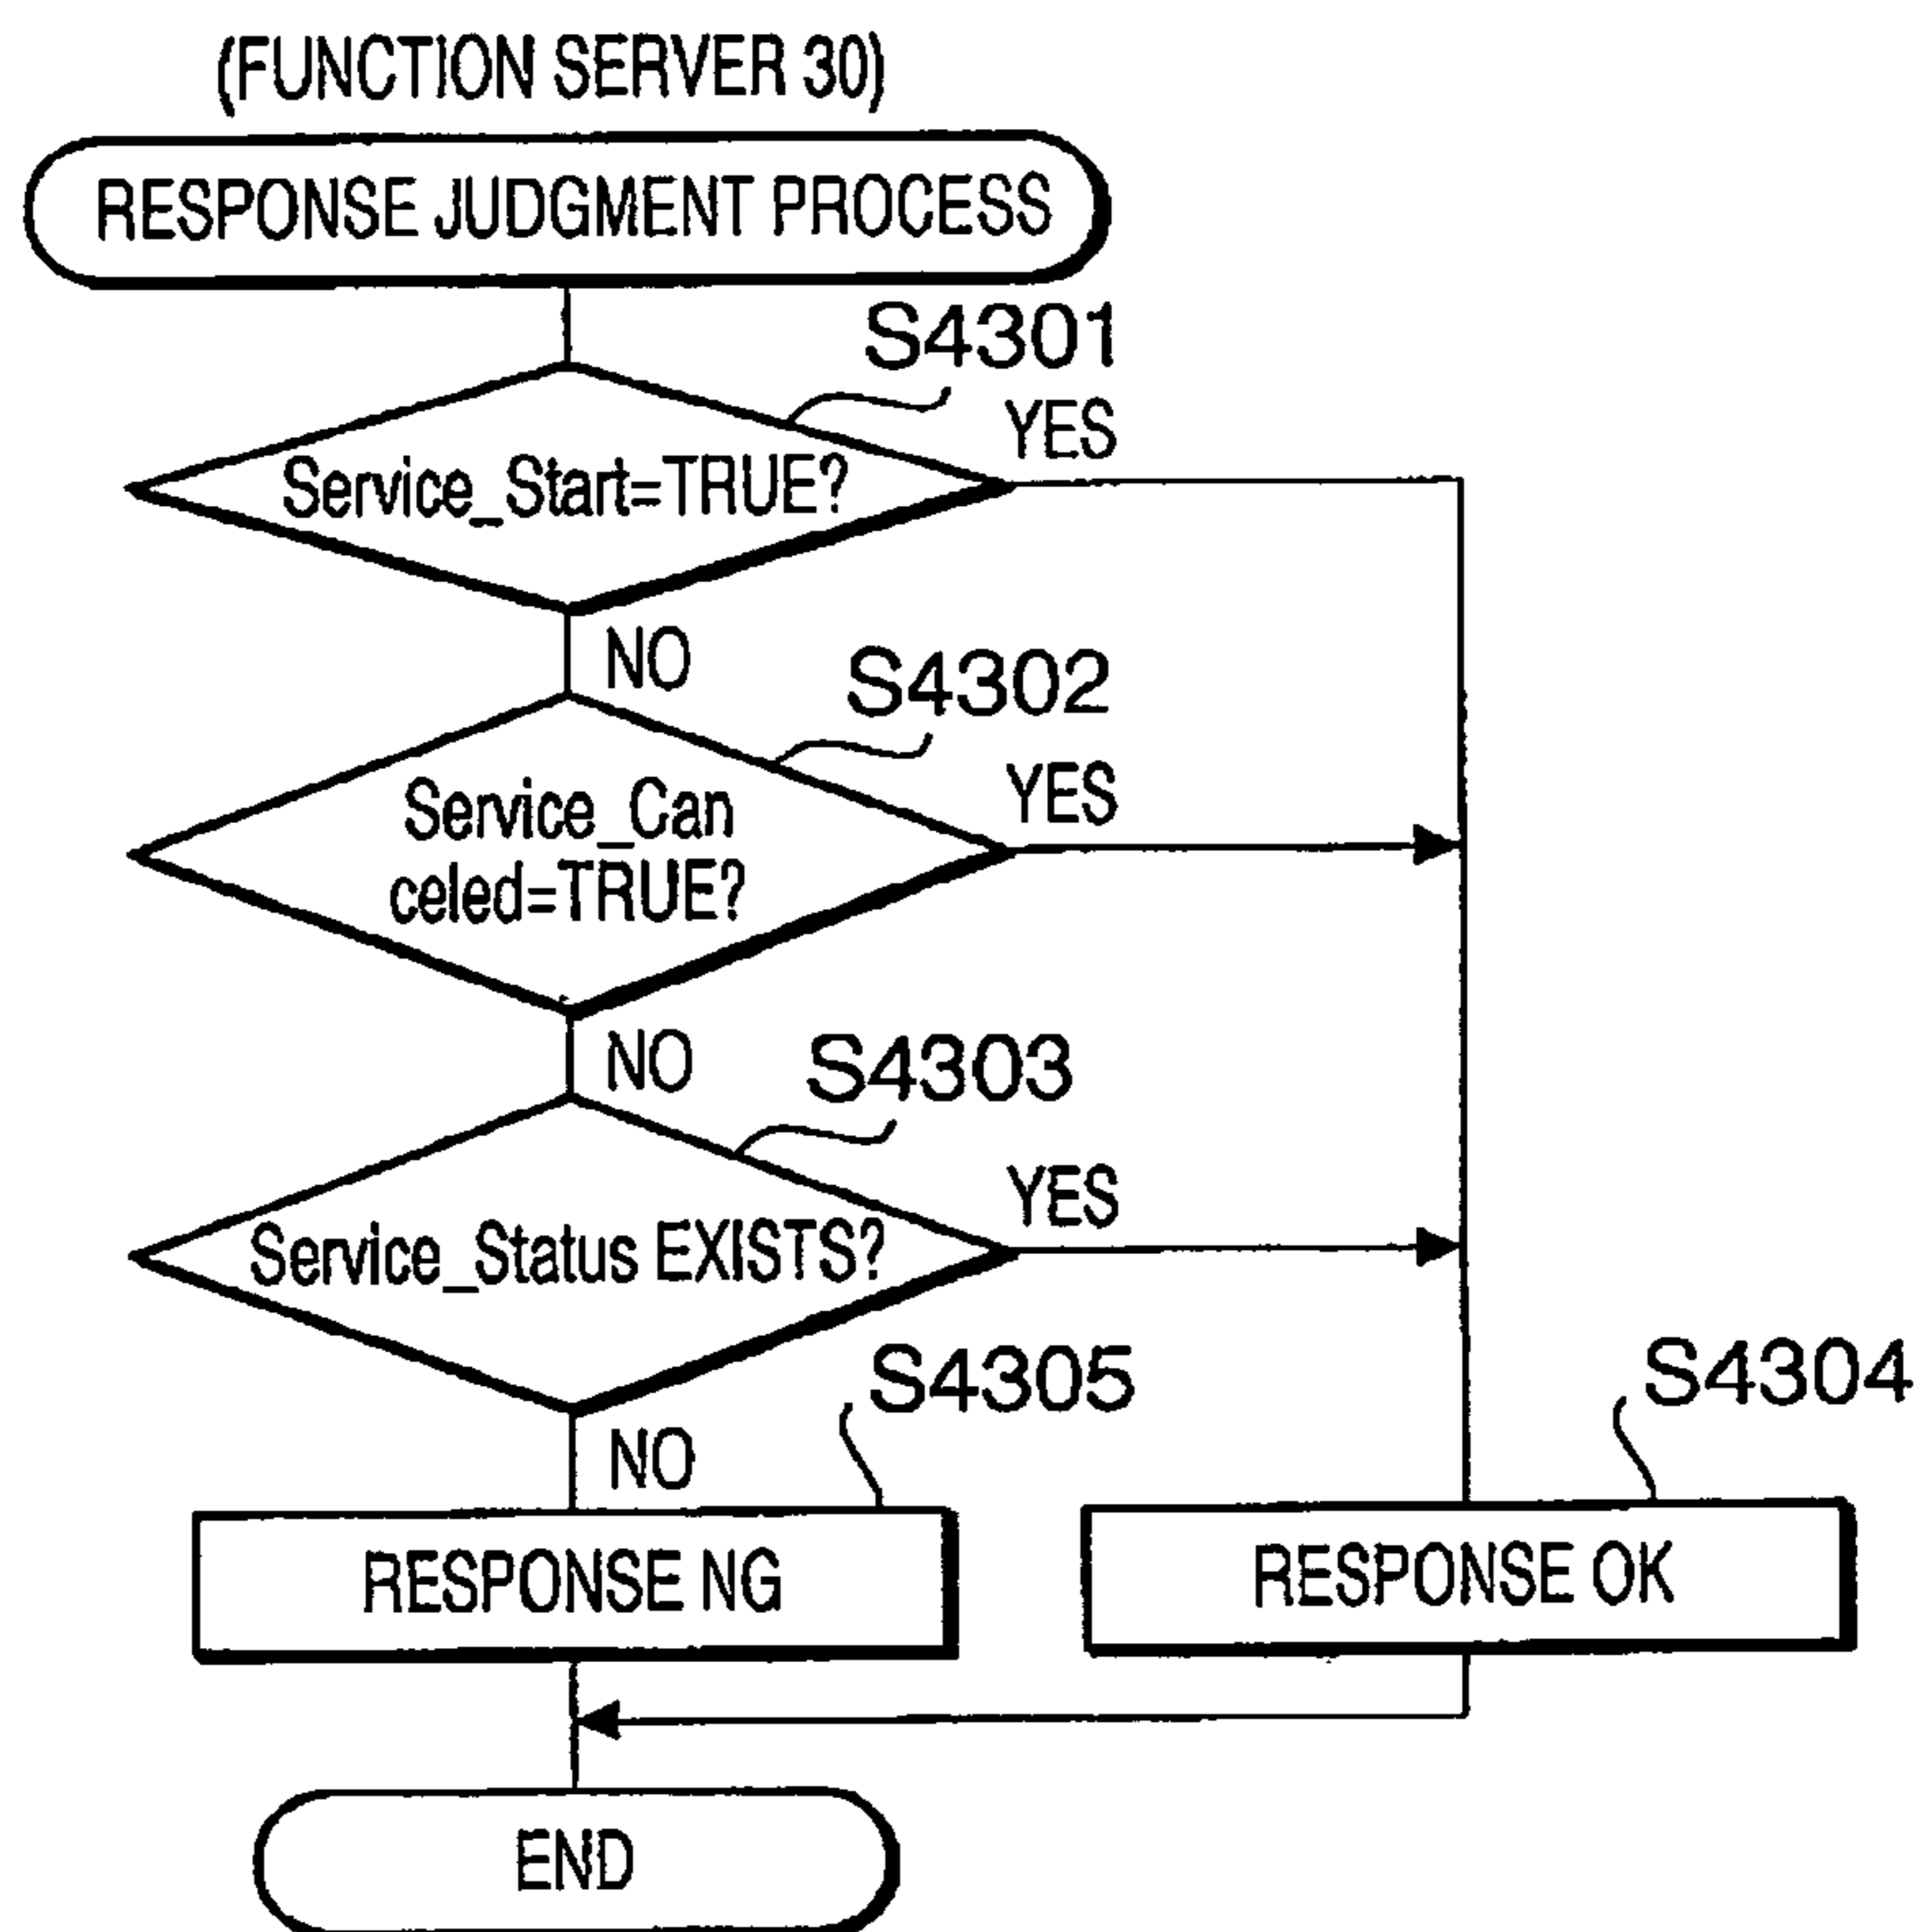 (FUNCTION SERVER 30)
RESPONSE JUDGMENT PROCESS
S4301
YES
Service_Start=TRUE?
NO
S4302
YES
Service_Can
celed=TRUE?
NO
S4303
YES
Service_Status EXISTS?
S4305
S4304
NO
RESPONSE NG
RESPONSE OK
END